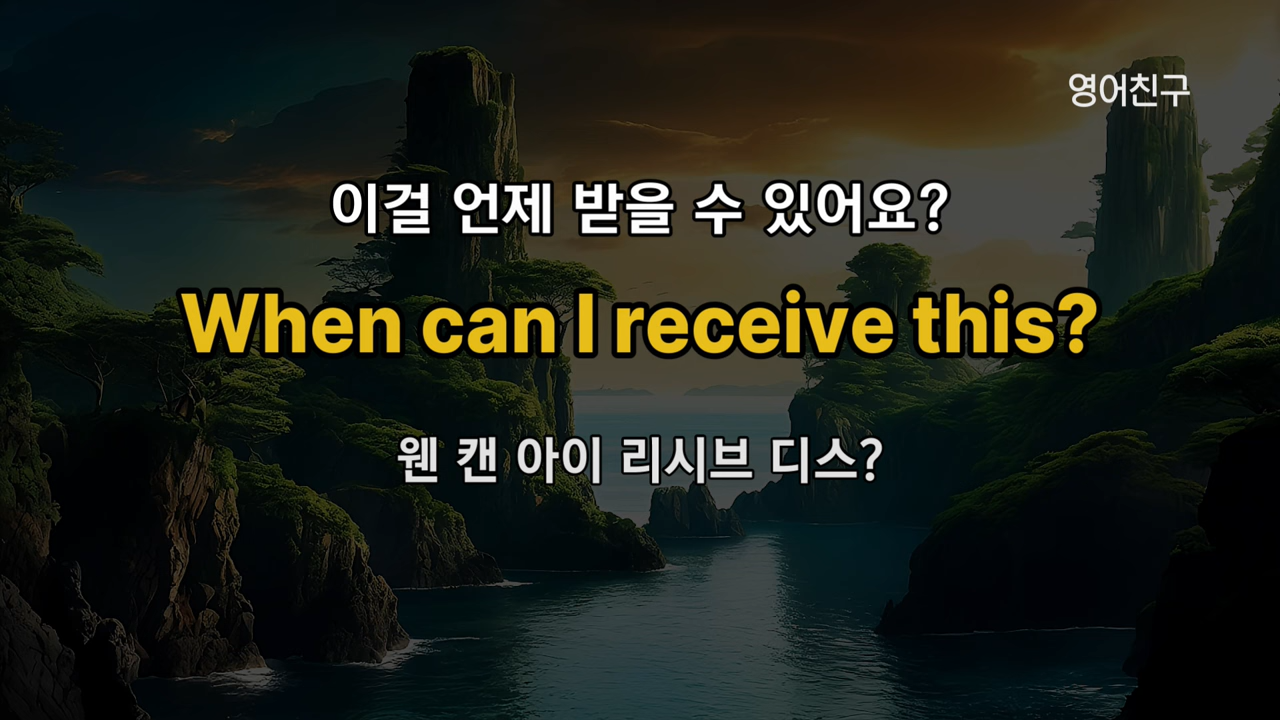 영어친구
이걸 언제 받을 수 있어요?
When can I receive this?
웬 캔 아이 리시브 디스?